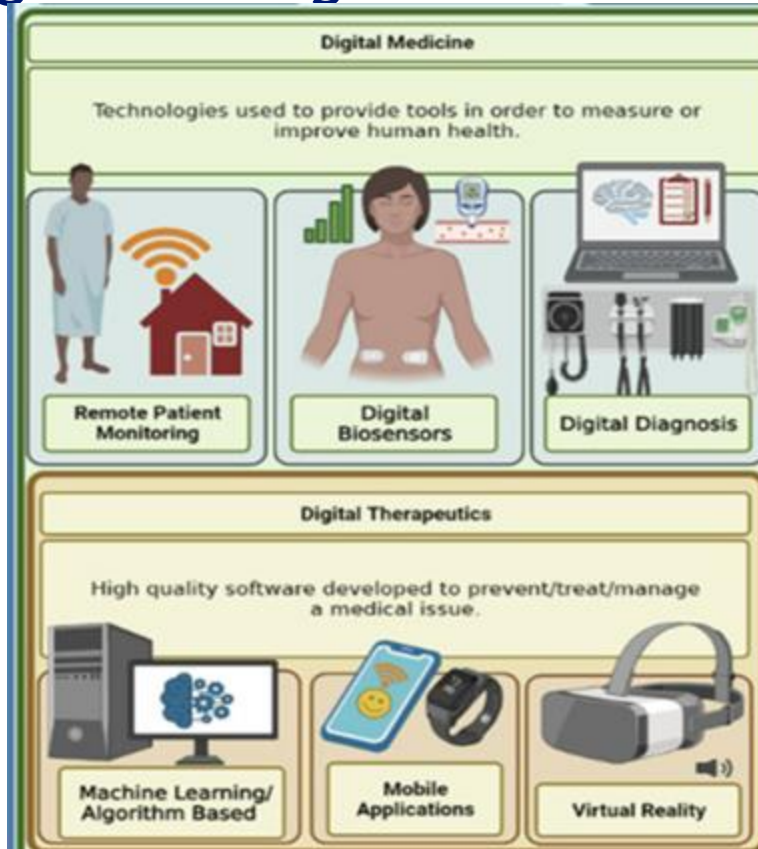 Digital Medicine
Technologies used to provide tools in order to measure or
improve human health.
Remote Patient
Monitoring
Digital
Biosensors
Digital Diagnosis
Digital Therapeutics
High quality software developed to prevent/treat/manage
a medical issue.
Machine Learning/
Algorithm Based
Mobile
Applications
Virtual Reality